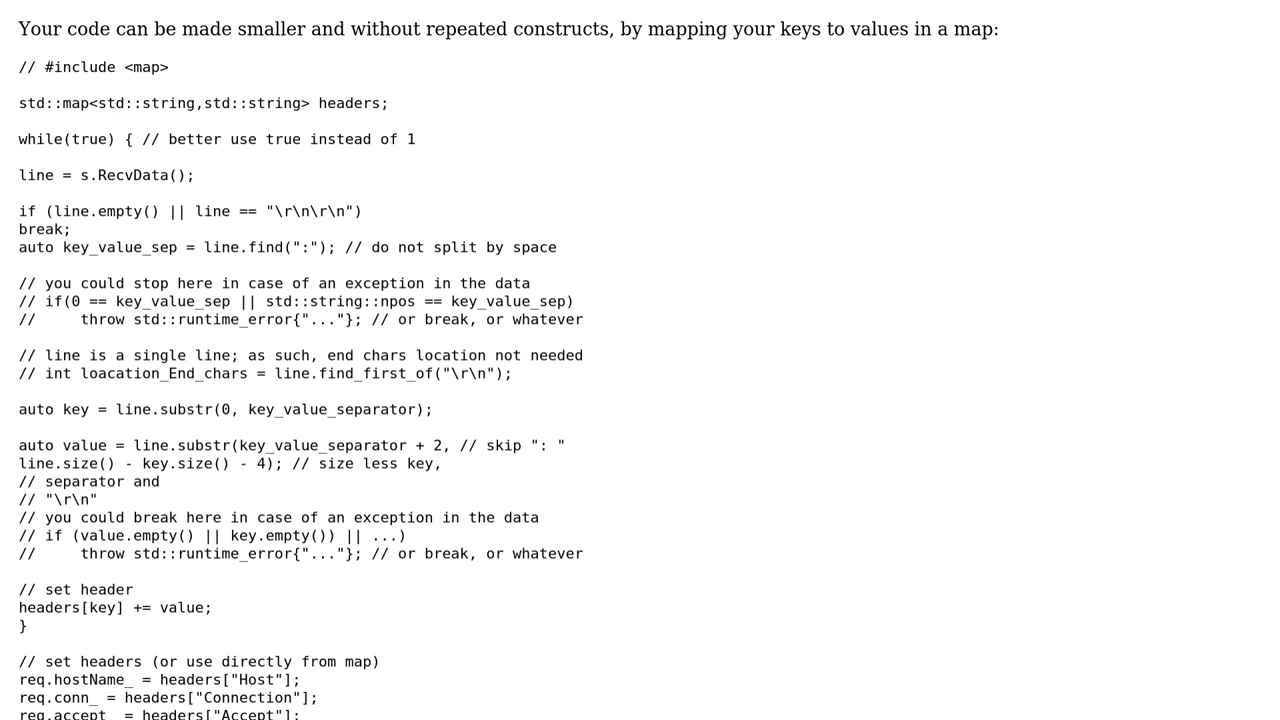 Your code can be made smaller and without repeated constructs, by mapping your keys to values in a map:
// #include <map>
std::map<std::string,std::string> headers;
while(true) { // better use true instead of 1
line = s.RecvData();
if (line.empty() || line == "\r\n\r\n")
break;
auto key_value_sep = line.find(":"); // do not split by space
// you could stop here in case of an exception in the data
// if(0 == key_value_sep || std::string::npos == key_value_sep)
//     throw std::runtime_error{"..."}; // or break, or whatever
// line is a single line; as such, end chars location not needed
// int loacation_End_chars = line.find_first_of("\r\n");
auto key = line.substr(0, key_value_separator);
auto value = line.substr(key_value_separator + 2, // skip ": "
line.size() - key.size() - 4); // size less key,
// separator and
// "\r\n"
// you could break here in case of an exception in the data
// if (value.empty() || key.empty()) || ...)
//     throw std::runtime_error{"..."}; // or break, or whatever
// set header
headers[key] += value;
}
// set headers (or use directly from map)
req.hostName_ = headers["Host"];
req.conn_ = headers["Connection"];
req.accept_ = headers["Accept"];